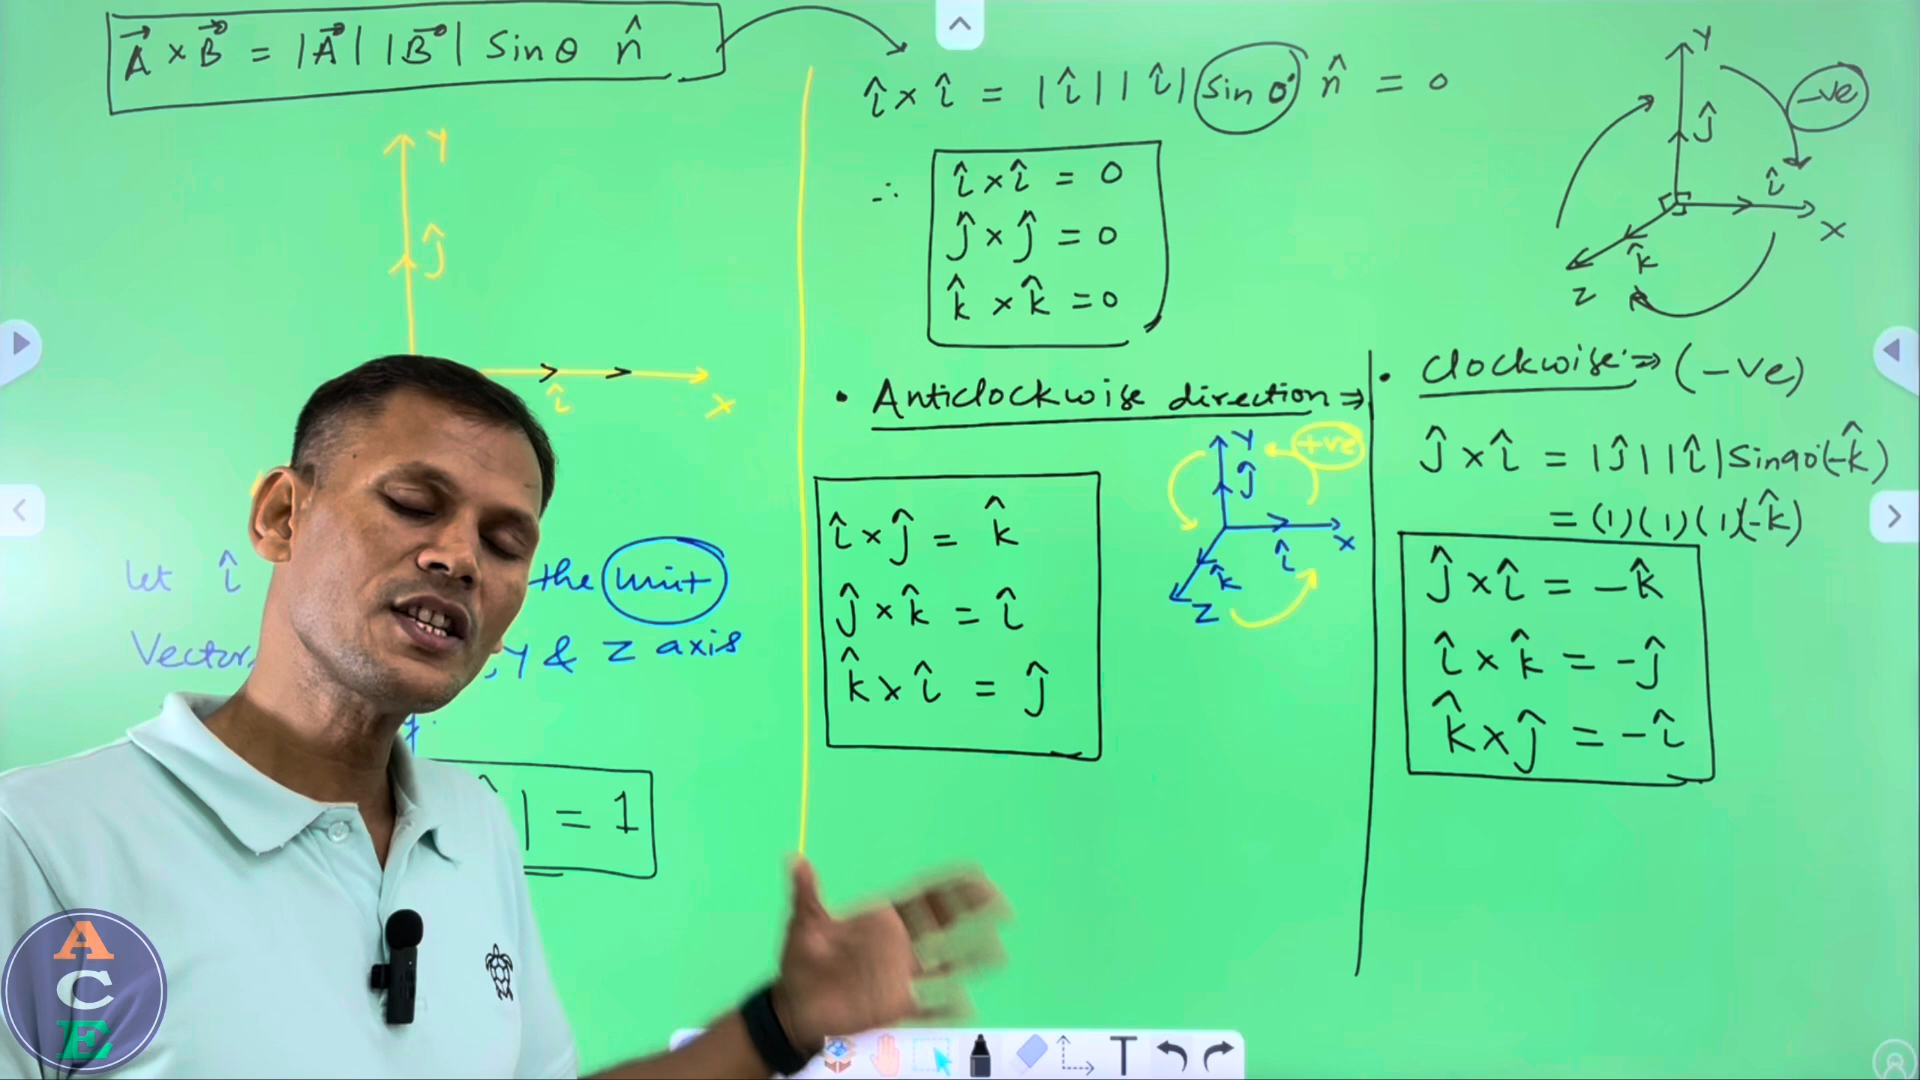 A⃗ × B⃗ = |A⃗| |B⃗| Sinθ n̂
Y
ĵ
î
X
let î the unit
Vector , Y & Z axis
| = 1
î × î = |î| |î| sin 0° n̂ = 0
∴ î × î = 0
ĵ × ĵ = 0
k̂ × k̂ = 0
Y
-ve
ĵ
î
X
k̂
Z
• Anticlockwise direction ⇒
î × ĵ = k̂
ĵ × k̂ = î
k̂ × î = ĵ
Y
+ve
ĵ
î
X
k̂
Z
• Clockwise ⇒ (-ve)
ĵ × î = |ĵ| |î| Sin90°(-k̂)
= (1)(1)(1)(-k̂)
ĵ × î = -k̂
î × k̂ = -ĵ
k̂ × ĵ = -î
A
C
E
T